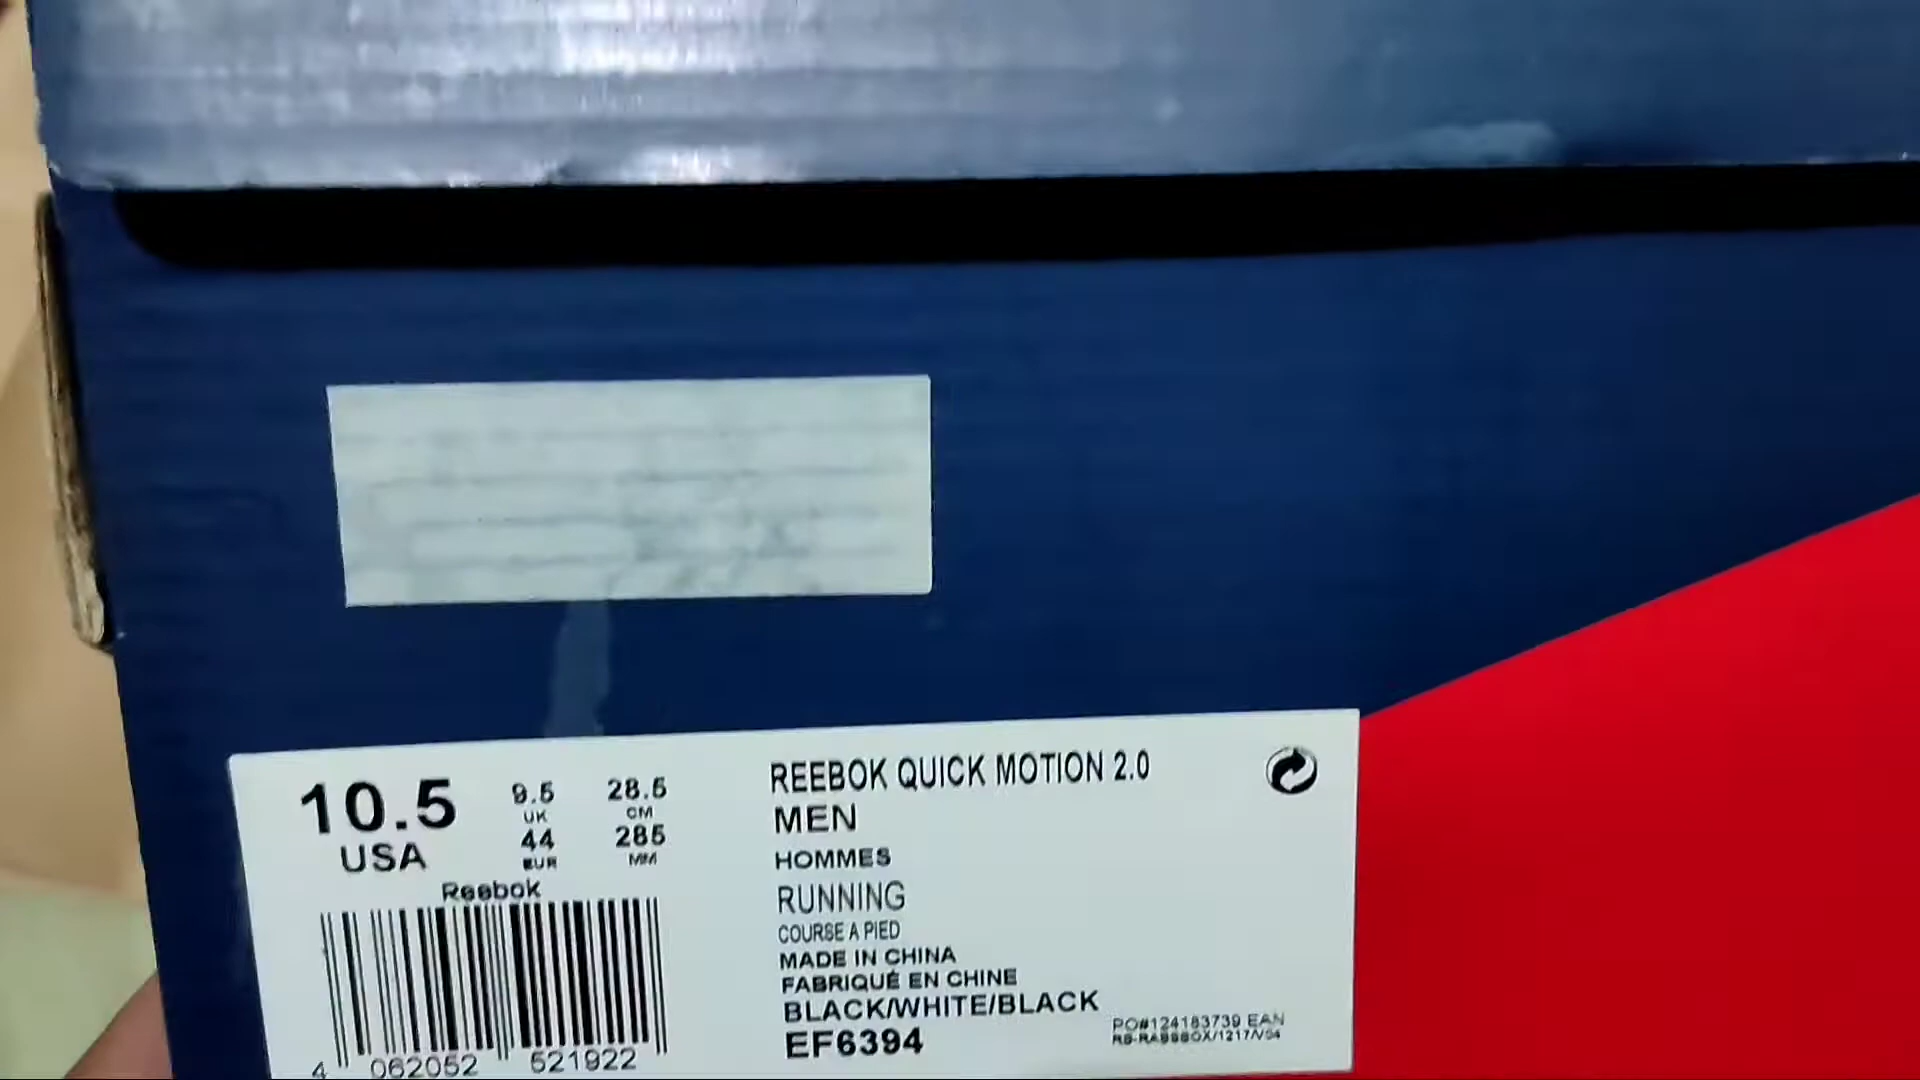 10.5
USA
9.5
UK
44
EUR
28.5
CM
285
MM
Reebok
4 062052 521922
REEBOK QUICK MOTION 2.0
MEN
HOMMES
RUNNING
COURSE A PIED
MADE IN CHINA
FABRIQUÉ EN CHINE
BLACK/WHITE/BLACK
EF6394
PO#124183739 EAN